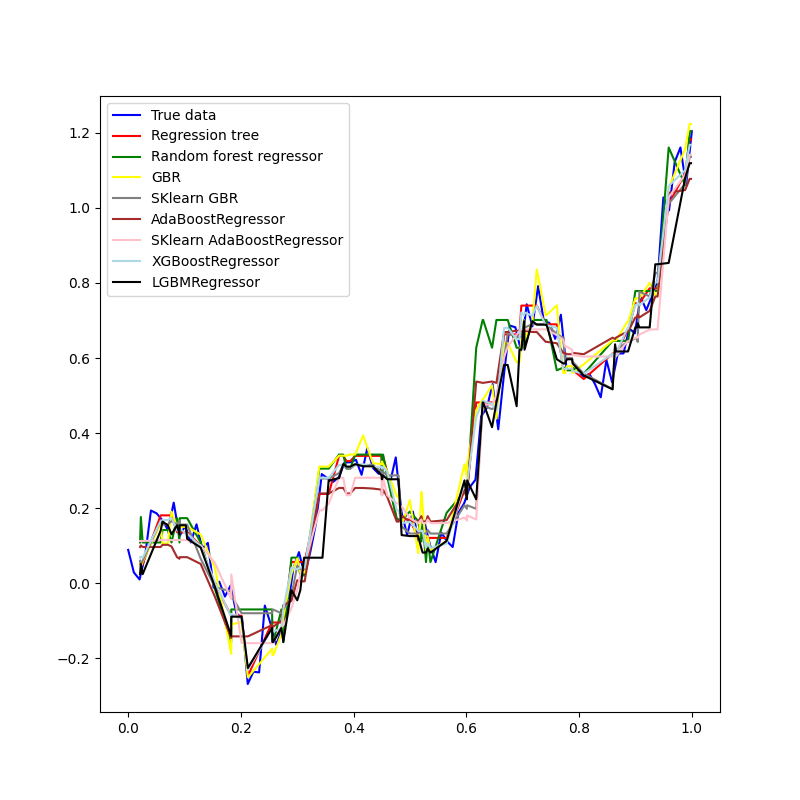 True data
Regression tree
Random forest regressor
GBR
SKlearn GBR
AdaBoostRegressor
SKlearn AdaBoostRegressor
XGBoostRegressor
LGBMRegressor
1.2
1.0
0.8
0.6
0.4
0.2
0.0
−0.2
0.0 0.2 0.4 0.6 0.8 1.0